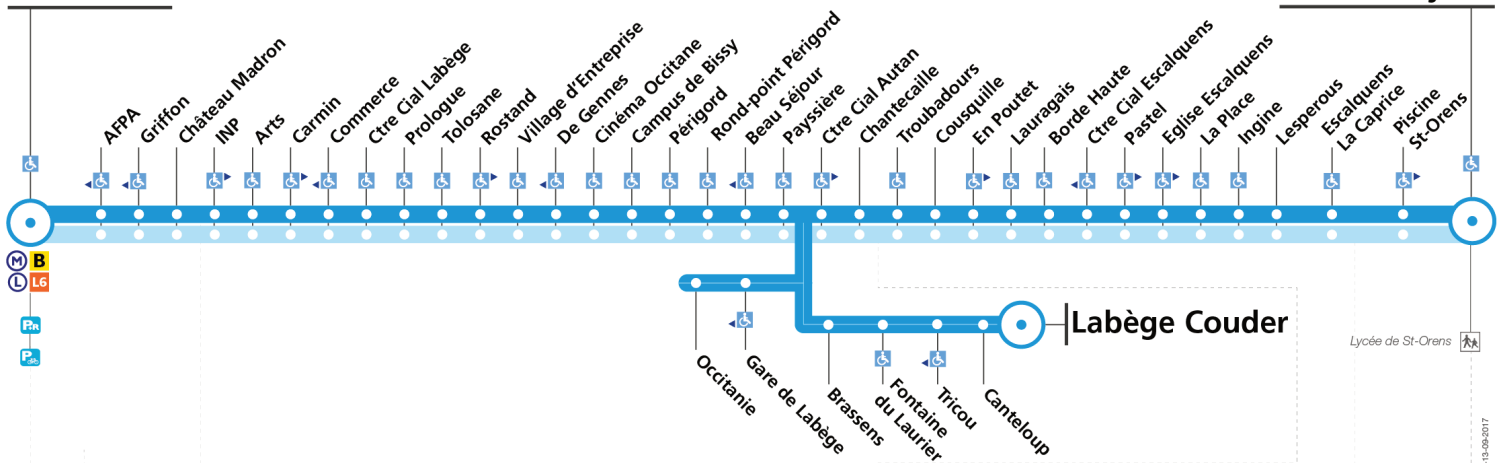 AFPA
Griffon
Château Madron
INP
Arts
Carmin
Commerce
Ctre Cial Labège
Prologue
Tolosane
Rostand
Village d'Entreprise
De Gennes
Cinéma Occitane
Campus de Bissy
Périgord
Rond-point Périgord
Beau Séjour
Payssière
Ctre Cial Autan
Chantecaille
Troubadours
Cousquille
En Poutet
Lauragais
Borde Haute
Ctre Cial Escalquens
Pastel
Eglise Escalquens
La Place
Ingine
Lesperous
Escalquens
La Caprice
Piscine
St-Orens
M B
L L6
P+R
P
Labège Couder
Lycée de St-Orens
Occitanie
Gare de Labège
Brassens
Fontaine
du Laurier
Tricou
Canteloup
-13-09-2017